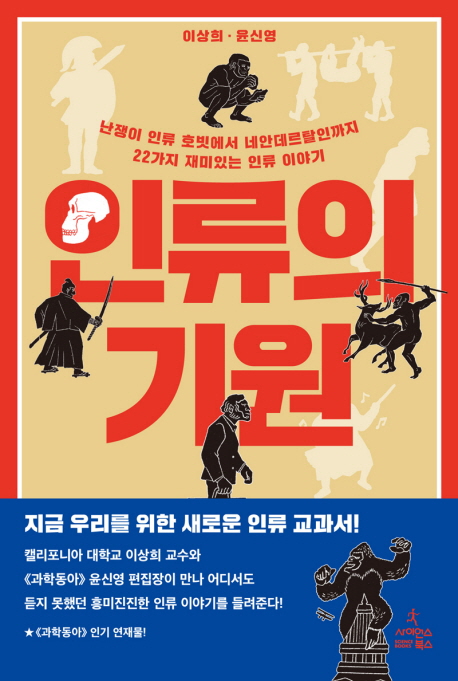 이상희 · 윤신영
난쟁이 인류 호빗에서 네안데르탈인까지
22가지 재미있는 인류 이야기
인류의
기원
지금 우리를 위한 새로운 인류 교과서!
캘리포니아 대학교 이상희 교수와
《과학동아》 윤신영 편집장이 만나 어디서도
듣지 못했던 흥미진진한 인류 이야기를 들려준다!
★《과학동아》 인기 연재물!
사이언스
SCIENCE
BOOKS
북스